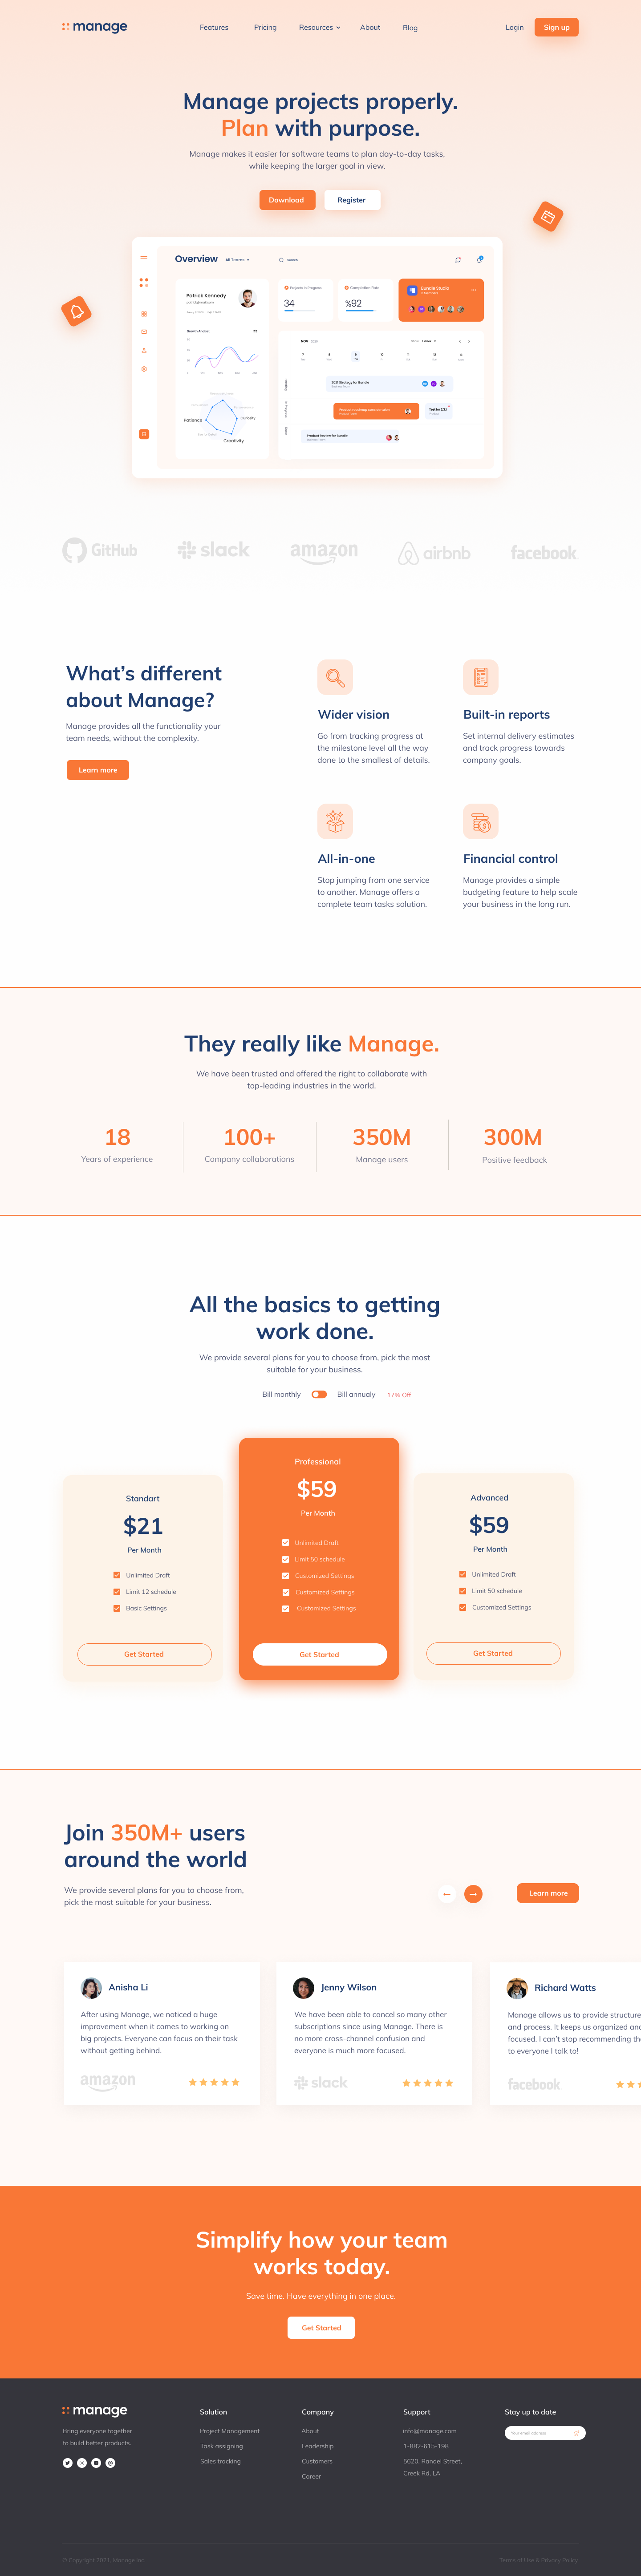 manage
Features
Pricing
Resources
About
Blog
Login
Sign up
Manage projects properly.
Plan with purpose.
Manage makes it easier for software teams to plan day-to-day tasks,
while keeping the larger goal in view.
Download
Register
Overview
All Teams
Search
Patrick Kennedy
Growth Analyse
Patience
Creativity
Projects In Progress
34
Completion Rate
%92
Bundle Studio
NOV
2021 Strategy for Bundle
Product roadmap consideration
Test for 2.2.1
Product Review for Bundle
GitHub
slack
amazon
airbnb
facebook
What's different
about Manage?
Manage provides all the functionality your
team needs, without the complexity.
Learn more
Wider vision
Go from tracking progress at
the milestone level all the way
done to the smallest of details.
Built-in reports
Set internal delivery estimates
and track progress towards
company goals.
All-in-one
Stop jumping from one service
to another. Manage offers a
complete team tasks solution.
Financial control
Manage provides a simple
budgeting feature to help scale
your business in the long run.
They really like Manage.
We have been trusted and offered the right to collaborate with
top-leading industries in the world.
18
Years of experience
100+
Company collaborations
350M
Manage users
300M
Positive feedback
All the basics to getting
work done.
We provide several plans for you to choose from, pick the most
suitable for your business.
Bill monthly
Bill annualy
17% Off
Standart
$21
Per Month
Unlimited Draft
Limit 12 schedule
Basic Settings
Get Started
Professional
$59
Per Month
Unlimited Draft
Limit 50 schedule
Customized Settings
Customized Settings
Customized Settings
Get Started
Advanced
$59
Per Month
Unlimited Draft
Limit 50 schedule
Customized Settings
Get Started
Join 350M+ users
around the world
We provide several plans for you to choose from,
pick the most suitable for your business.
Learn more
Anisha Li
After using Manage, we noticed a huge
improvement when it comes to working on
big projects. Everyone can focus on their task
without getting behind.
amazon
Jenny Wilson
We have been able to cancel so many other
subscriptions since using Manage. There is
no more cross-channel confusion and
everyone is much more focused.
slack
Richard Watts
Manage allows us to provide structure
and process. It keeps us organized and
focused. I can't stop recommending th
to everyone I talk to!
facebook
Simplify how your team
works today.
Save time. Have everything in one place.
Get Started
manage
Bring everyone together
to build better products.
Solution
Project Management
Task assigning
Sales tracking
Company
About
Leadership
Customers
Career
Support
info@manage.com
1-882-615-198
5620, Randel Street,
Creek Rd, LA
Stay up to date
Your email address
© Copyright 2021, Manage.inc
Terms of Use & Privacy Policy